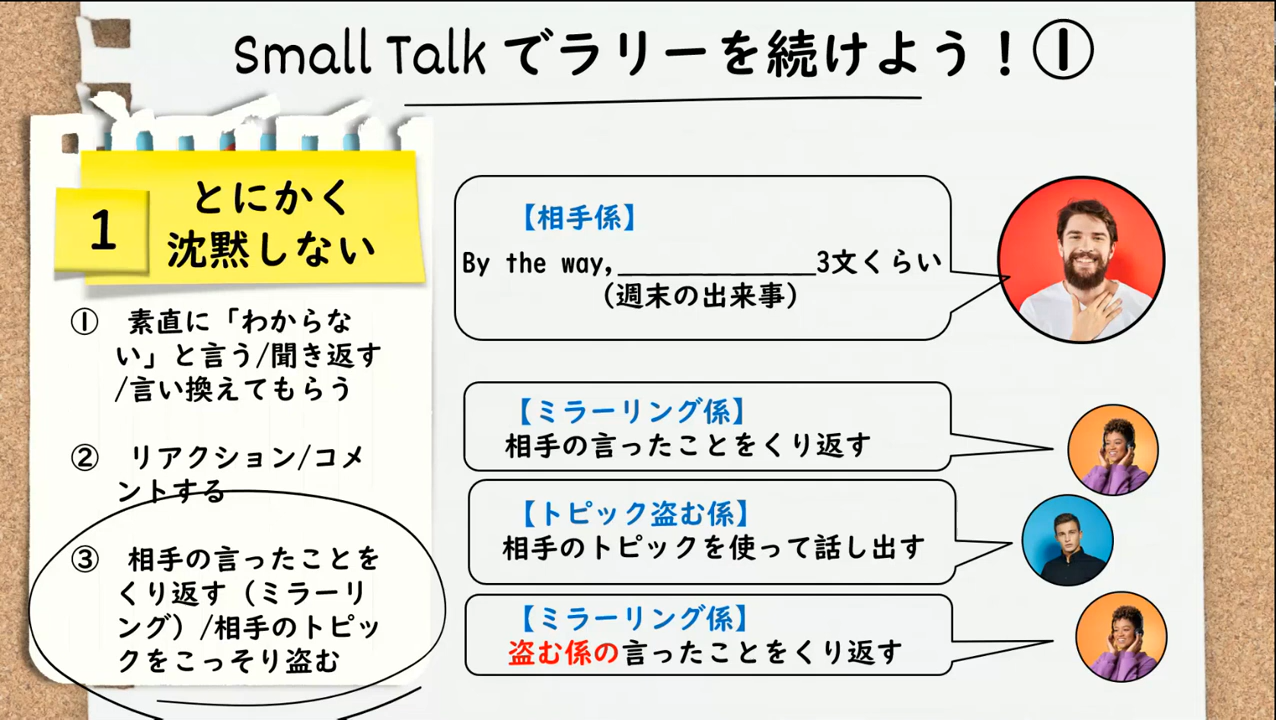 Small Talk でラリーを続けよう！①
1
とにかく
沈黙しない
① 素直に「わからな
い」と言う/聞き返す
/言い換えてもらう
② リアクション/コメ
ントする
③ 相手の言ったことを
くり返す（ミラーリ
ング）/相手のトピッ
クをこっそり盗む
【相手係】
By the way,______________3文くらい
（週末の出来事）
【ミラーリング係】
相手の言ったことをくり返す
【トピック盗む係】
相手のトピックを使って話し出す
【ミラーリング係】
盗む係の言ったことをくり返す